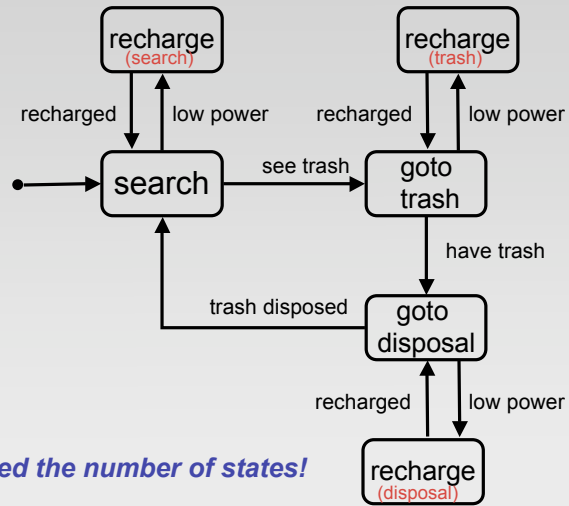 recharge
(search)
recharge
(trash)
recharged
low power
recharged
low power
search
see trash
goto
trash
have trash
trash disposed
goto
disposal
recharged
low power
ed the number of states!
recharge
(disposal)